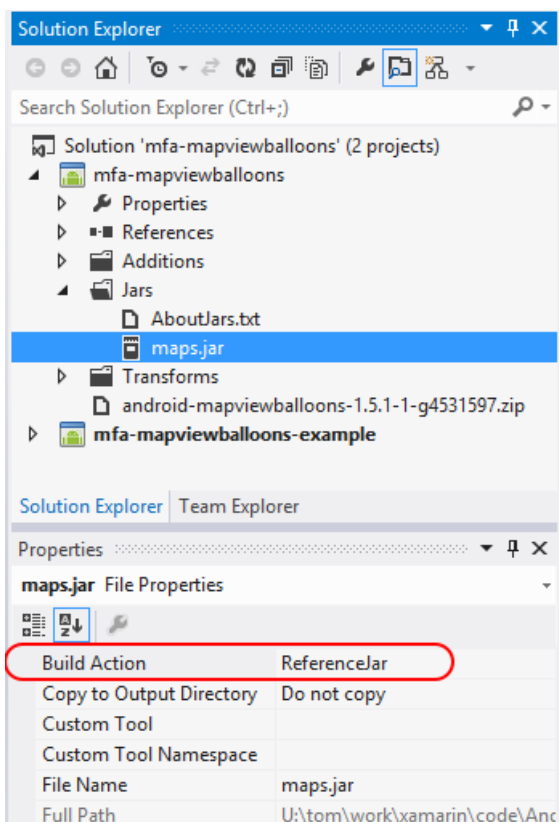 Solution Explorer
Search Solution Explorer (Ctrl+;)
Solution 'mfa-mapviewballoons' (2 projects)
mfa-mapviewballoons
Properties
References
Additions
Jars
AboutJars.txt
maps.jar
Transforms
android-mapviewballoons-1.5.1-1-g4531597.zip
mfa-mapviewballoons-example
Solution Explorer Team Explorer
Properties
maps.jar File Properties
Build Action ReferenceJar
Copy to Output Directory Do not copy
Custom Tool
Custom Tool Namespace
File Name maps.jar
Full Path U:\tom\work\xamarin\code\And